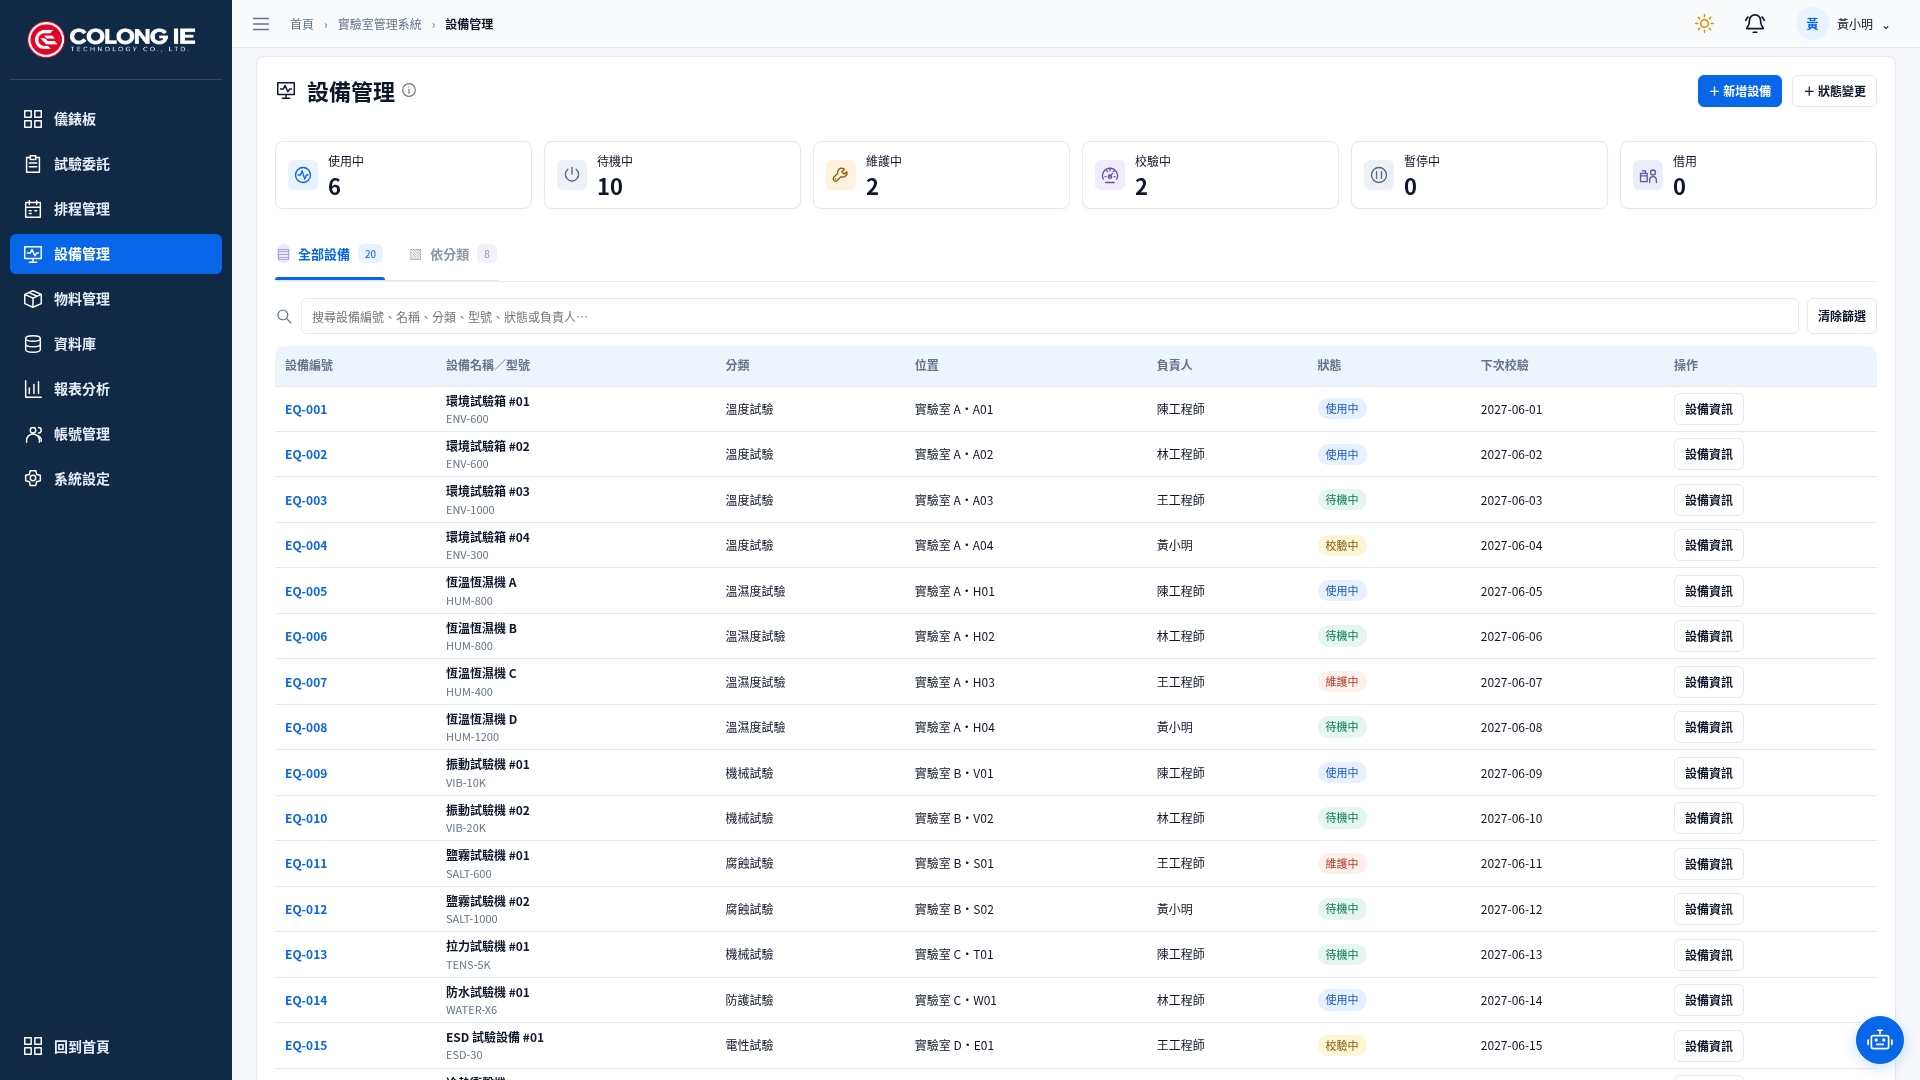 COLONG IE
TECHNOLOGY CO., LTD.
儀錶板
試驗委託
排程管理
設備管理
物料管理
資料庫
報表分析
帳號管理
系統設定
回到首頁
首頁 › 實驗室管理系統 › 設備管理
黃 黃小明
設備管理
+ 新增設備 + 狀態變更
使用中 6
待機中 10
維護中 2
校驗中 2
暫停中 0
借用 0
全部設備 20 依分類 8
搜尋設備編號、名稱、分類、型號、狀態或負責人…
清除篩選
設備編號 設備名稱／型號 分類 位置 負責人 狀態 下次校驗 操作
EQ-001 環境試驗箱 #01 ENV-600 溫度試驗 實驗室 A・A01 陳工程師 使用中 2027-06-01 設備資訊
EQ-002 環境試驗箱 #02 ENV-600 溫度試驗 實驗室 A・A02 林工程師 使用中 2027-06-02 設備資訊
EQ-003 環境試驗箱 #03 ENV-1000 溫度試驗 實驗室 A・A03 王工程師 待機中 2027-06-03 設備資訊
EQ-004 環境試驗箱 #04 ENV-300 溫度試驗 實驗室 A・A04 黃小明 校驗中 2027-06-04 設備資訊
EQ-005 恆溫恆濕機 A HUM-800 溫濕度試驗 實驗室 A・H01 陳工程師 使用中 2027-06-05 設備資訊
EQ-006 恆溫恆濕機 B HUM-800 溫濕度試驗 實驗室 A・H02 林工程師 待機中 2027-06-06 設備資訊
EQ-007 恆溫恆濕機 C HUM-400 溫濕度試驗 實驗室 A・H03 王工程師 維護中 2027-06-07 設備資訊
EQ-008 恆溫恆濕機 D HUM-1200 溫濕度試驗 實驗室 A・H04 黃小明 待機中 2027-06-08 設備資訊
EQ-009 振動試驗機 #01 VIB-10K 機械試驗 實驗室 B・V01 陳工程師 使用中 2027-06-09 設備資訊
EQ-010 振動試驗機 #02 VIB-20K 機械試驗 實驗室 B・V02 林工程師 待機中 2027-06-10 設備資訊
EQ-011 鹽霧試驗機 #01 SALT-600 腐蝕試驗 實驗室 B・S01 王工程師 維護中 2027-06-11 設備資訊
EQ-012 鹽霧試驗機 #02 SALT-1000 腐蝕試驗 實驗室 B・S02 黃小明 待機中 2027-06-12 設備資訊
EQ-013 拉力試驗機 #01 TENS-5K 機械試驗 實驗室 C・T01 陳工程師 待機中 2027-06-13 設備資訊
EQ-014 防水試驗機 #01 WATER-X6 防護試驗 實驗室 C・W01 林工程師 使用中 2027-06-14 設備資訊
EQ-015 ESD 試驗設備 #01 ESD-30 電性試驗 實驗室 D・E01 王工程師 校驗中 2027-06-15 設備資訊